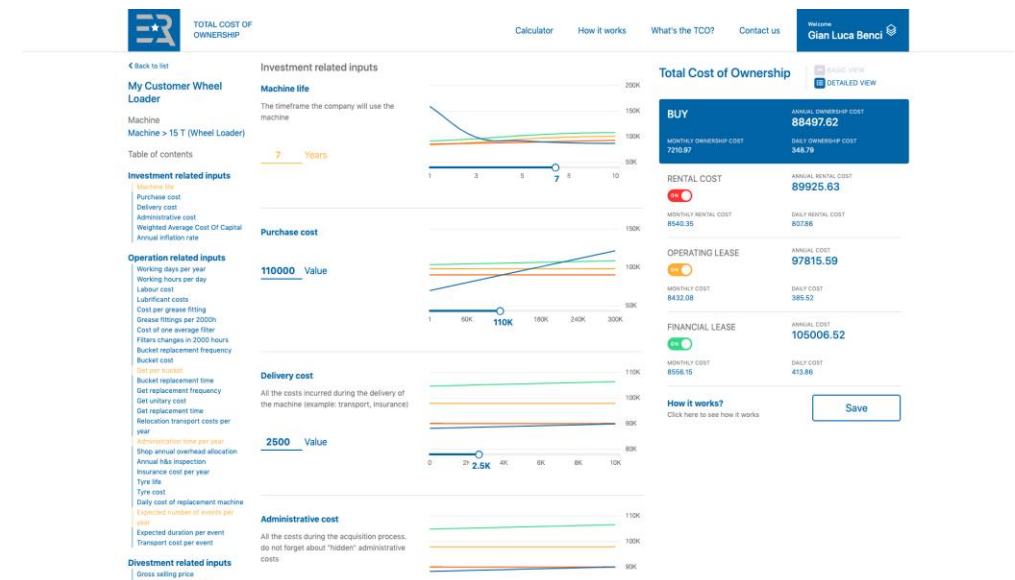 TOTAL COST OF
OWNERSHIP
Calculator
How it works
What's the TCO?
Contact us
Welcome
Gian Luca Benci
Back to list
My Customer Wheel
Loader
Machine
Machine > 15 T (Wheel Loader)
Table of contents
Investment related inputs
Machine life
Purchase cost
Delivery cost
Administrative cost
Weighted Average Cost Of Capital
Annual inflation rate
Operation related inputs
Working days per year
Working hours per day
Labour cost
Lubrificant costs
Cost per grease fitting
Grease fittings per 2000h
Cost of one average filter
Filters changes in 2000 hours
Bucket replacement frequency
Bucket cost
Get per bucket
Bucket replacement time
Get replacement frequency
Get unitary cost
Get replacement time
Relocation transport costs per
year
Administration time per year
Shop annual overhead allocation
Annual h&s inspection
Insurance cost per year
Tyre life
Tyre cost
Daily cost of replacement machine
Expected number of events per
year
Expected duration per event
Transport cost per event
Divestment related inputs
Gross selling price
Investment related inputs
Machine life
The timeframe the company will use the
machine
7 Years
200K
150K
100K
50K
1 3 5 7 8 10
Purchase cost
110000 Value
150K
100K
50K
1 60K 110K 180K 240K 300K
Delivery cost
All the costs incurred during the delivery of
the machine (example: transport, insurance)
2500 Value
110K
100K
90K
80K
0 2.5K 4K 6K 8K 10K
Administrative cost
All the costs during the acquisition process,
do not forget about "hidden" administrative
costs
110K
100K
90K
Total Cost of Ownership
BASIC VIEW
DETAILED VIEW
BUY
ANNUAL OWNERSHIP COST
88497.62
MONTHLY OWNERSHIP COST
7210.97
DAILY OWNERSHIP COST
348.79
RENTAL COST
ON
ANNUAL RENTAL COST
89925.63
MONTHLY RENTAL COST
8540.35
DAILY RENTAL COST
807.86
OPERATING LEASE
ON
ANNUAL COST
97815.59
MONTHLY COST
8432.08
DAILY COST
385.52
FINANCIAL LEASE
ON
ANNUAL COST
105006.52
MONTHLY COST
8556.15
DAILY COST
413.86
How it works?
Click here to see how it works
Save